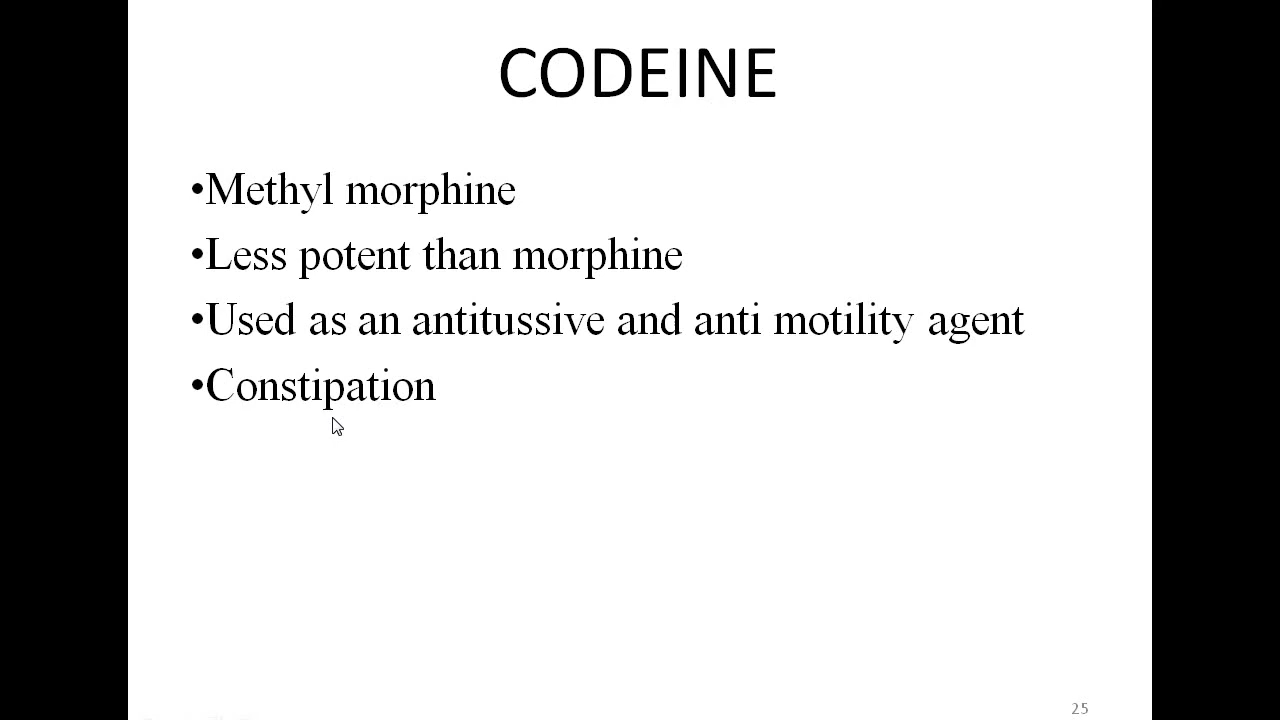 CODEINE
•Methyl morphine
•Less potent than morphine
•Used as an antitussive and anti motility agent
•Constipation
25